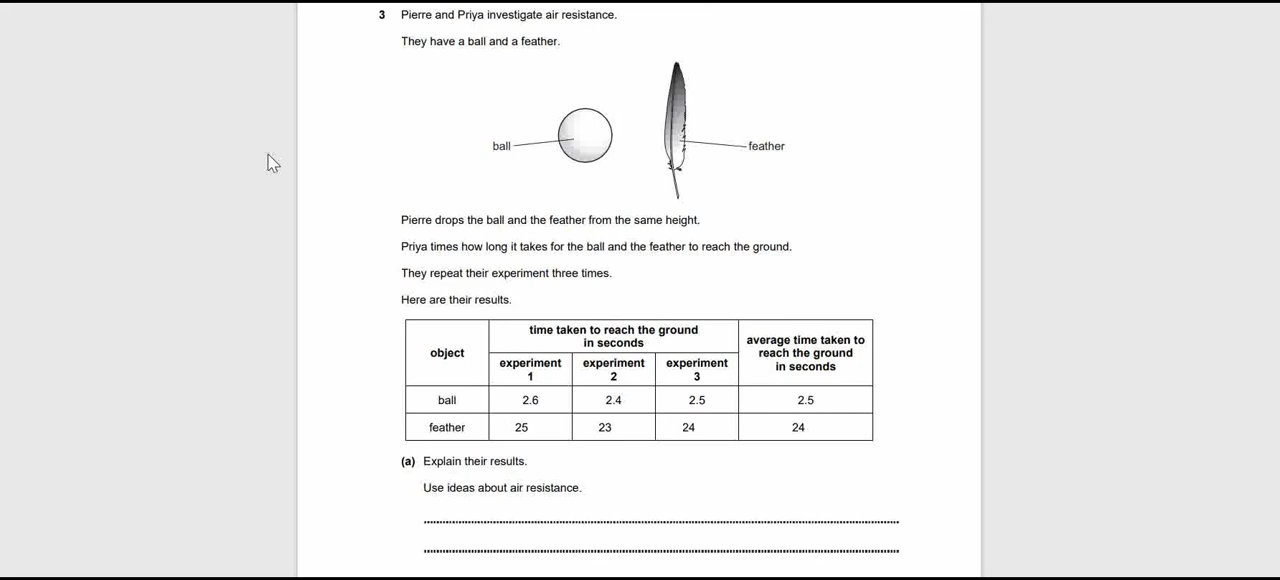 3 Pierre and Priya investigate air resistance.
They have a ball and a feather.
ball
feather
Pierre drops the ball and the feather from the same height.
Priya times how long it takes for the ball and the feather to reach the ground.
They repeat their experiment three times.
Here are their results.
object
time taken to reach the ground
in seconds
average time taken to
reach the ground
in seconds
experiment
1
experiment
2
experiment
3
ball 2.6 2.4 2.5 2.5
feather 25 23 24 24
(a) Explain their results.
Use ideas about air resistance.